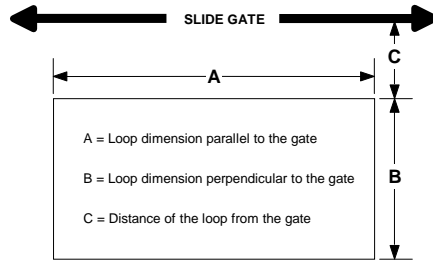 SLIDE GATE
C
A
A = Loop dimension parallel to the gate
B = Loop dimension perpendicular to the gate
B
C = Distance of the loop from the gate